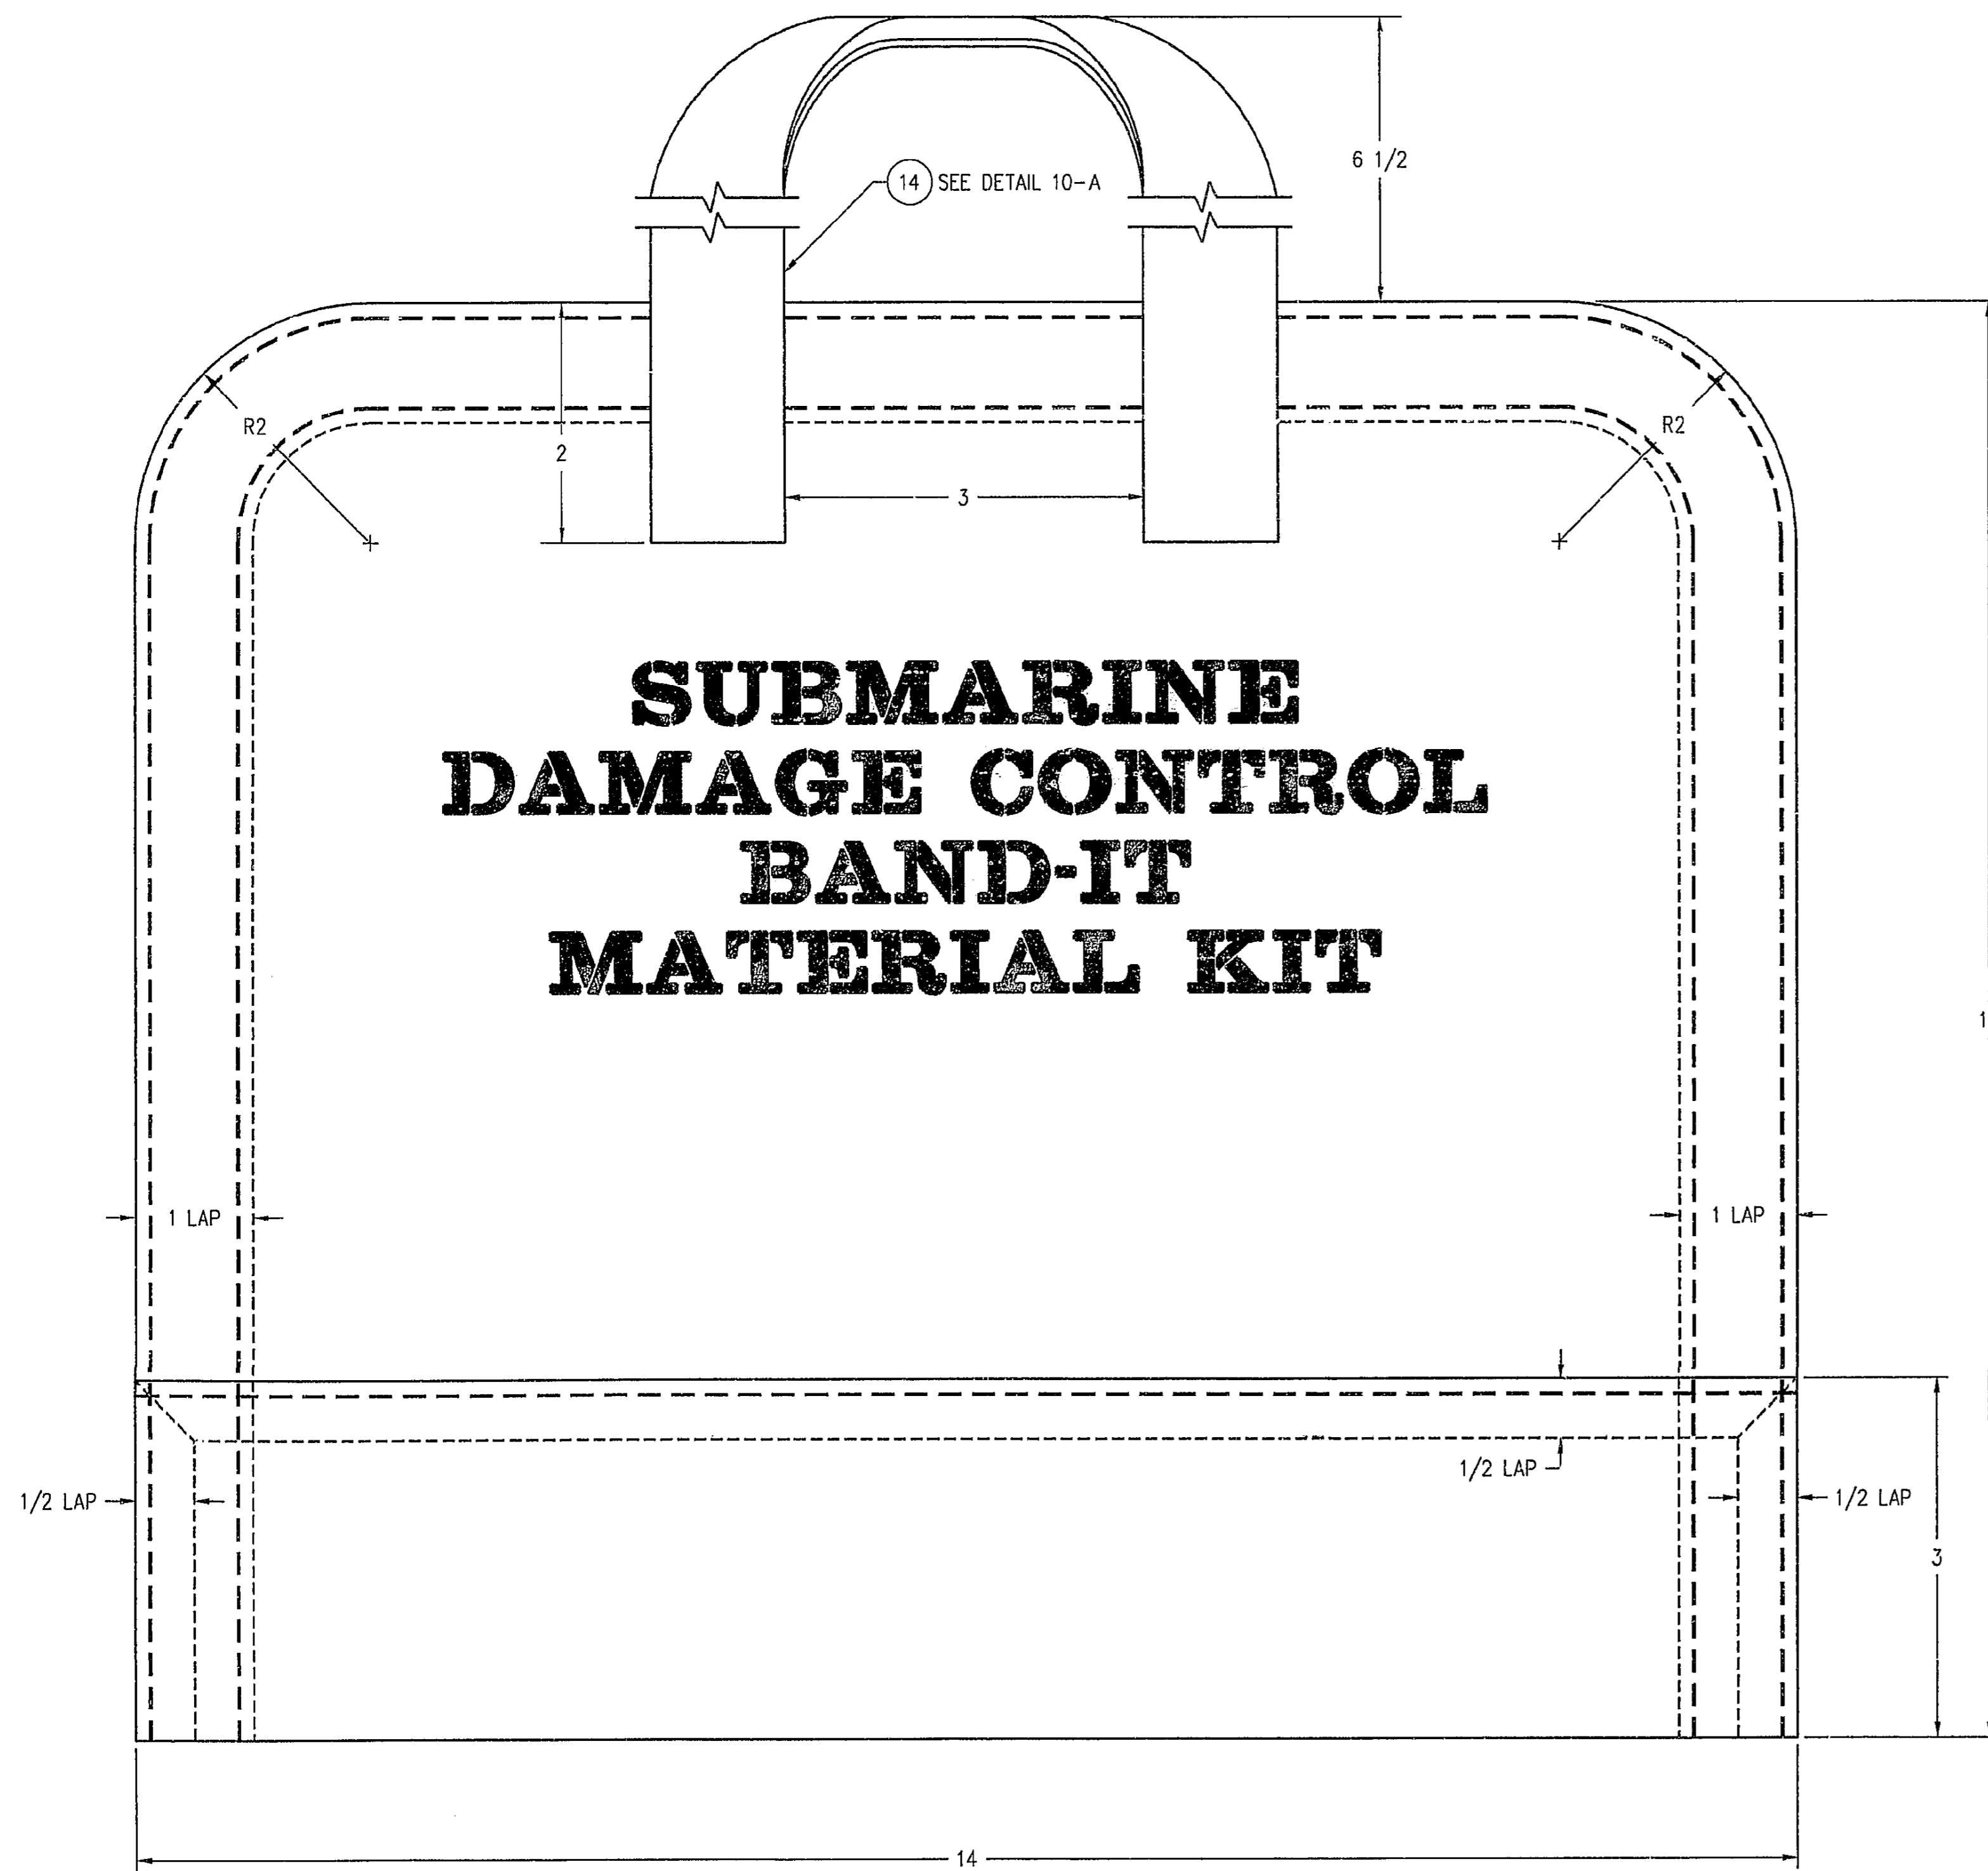 6 1/2
14 SEE DETAIL 10-A
R2
R2
2
3
SUBMARINE
DAMAGE CONTROL
BAND-IT
MATERIAL KIT
1 LAP
1 LAP
1/2 LAP
1/2 LAP
1/2 LAP
3
14